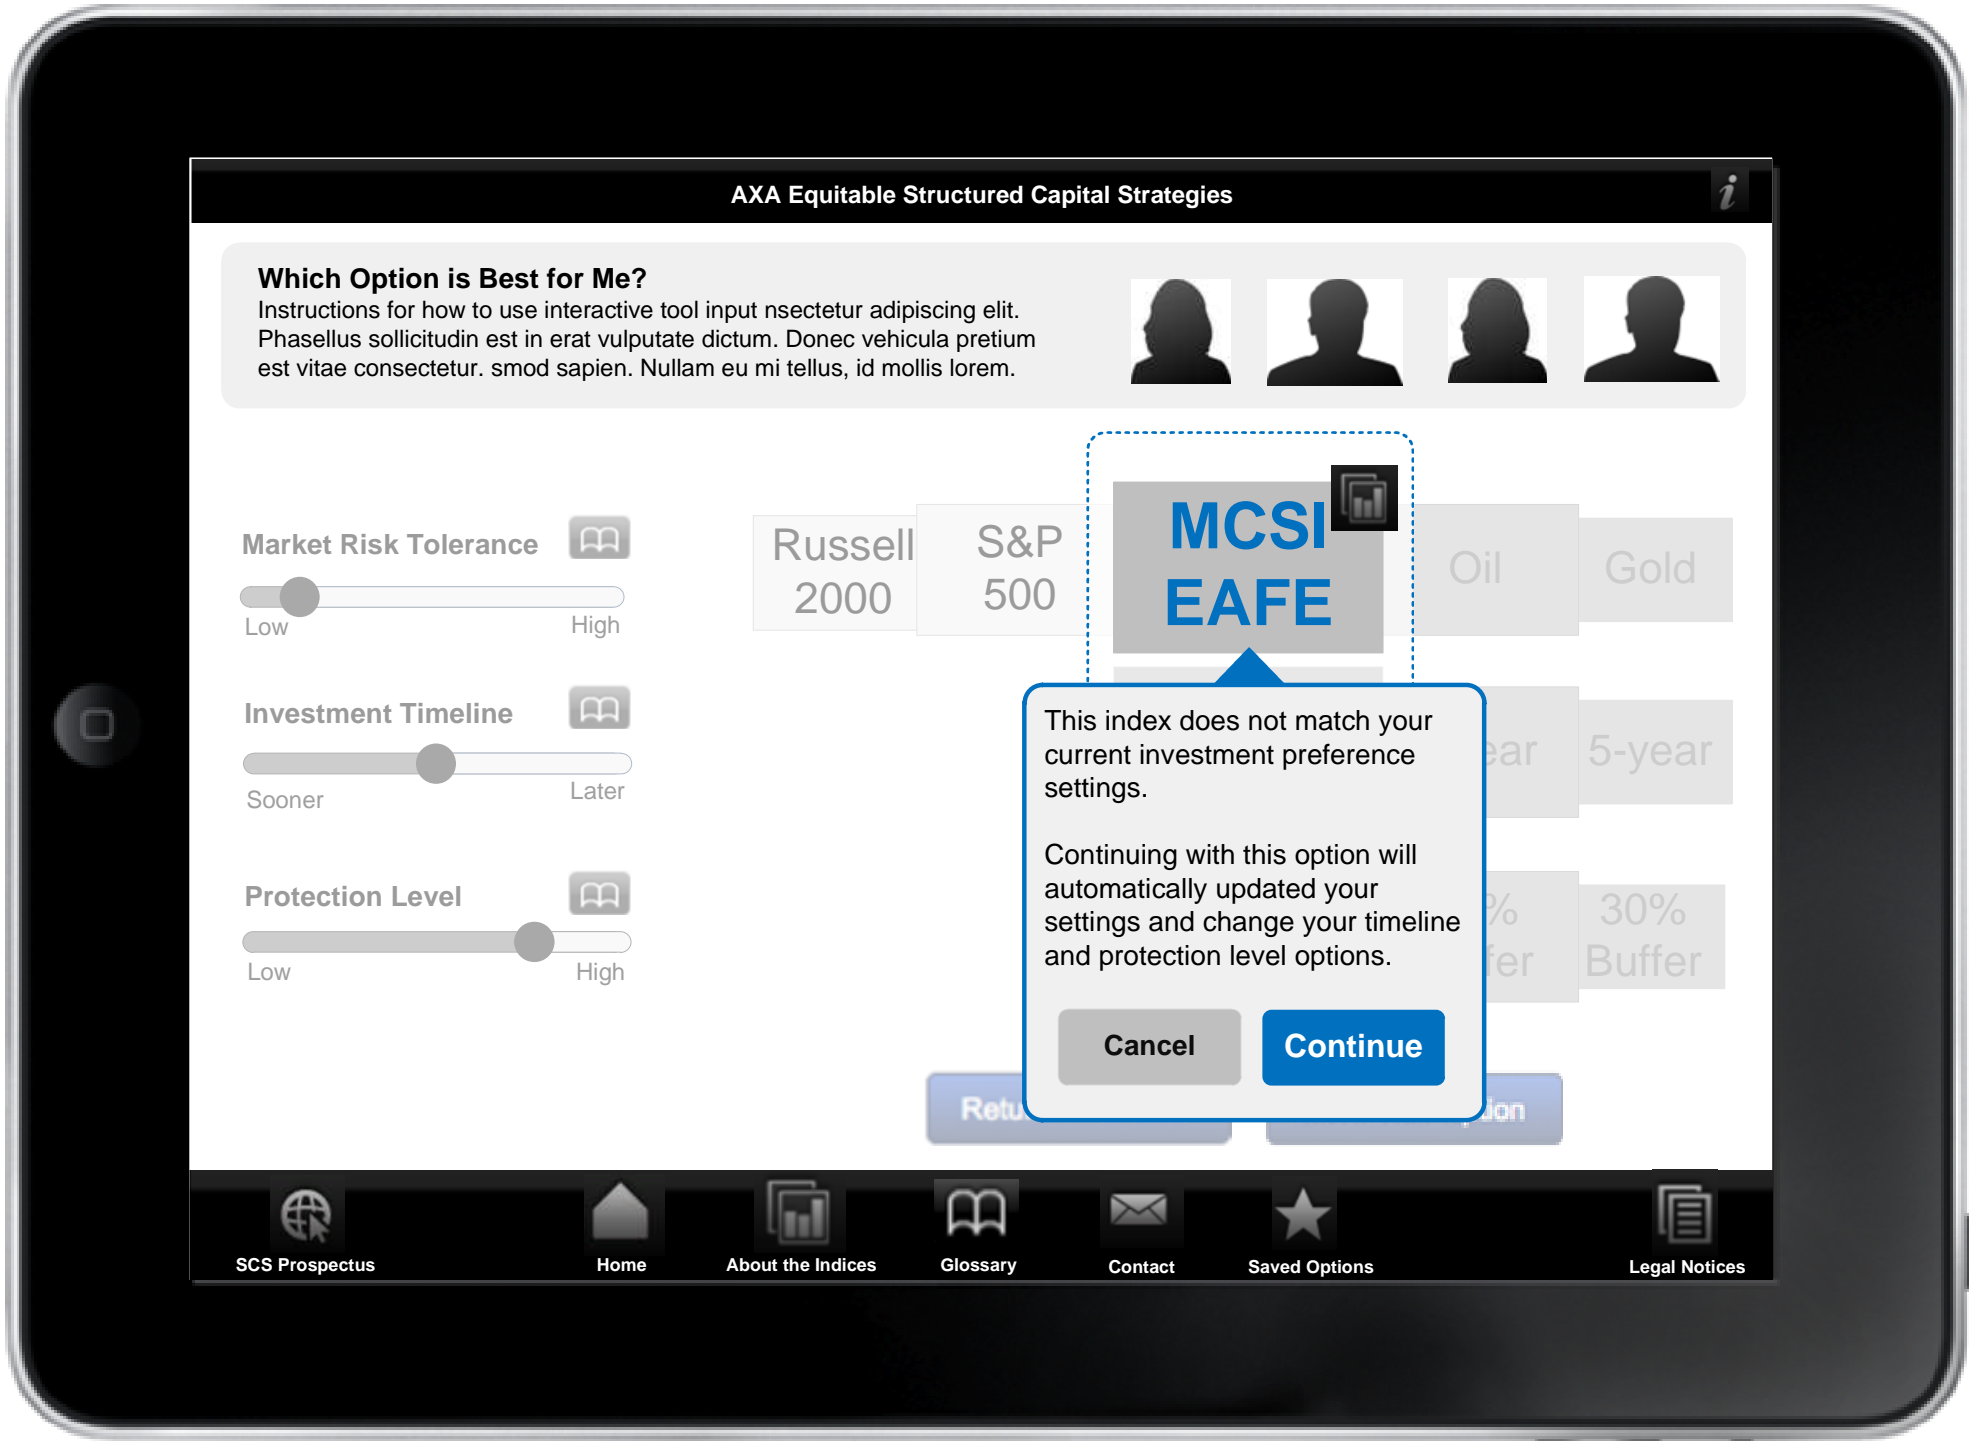 AXA Equitable Structured Capital Strategies
i
Which Option is Best for Me?
Instructions for how to use interactive tool input nsectetur adipiscing elit.
Phasellus sollicitudin est in erat vulputate dictum. Donec vehicula pretium
est vitae consectetur. smod sapien. Nullam eu mi tellus, id mollis lorem.
Market Risk Tolerance
Low
High
Investment Timeline
Sooner
Later
Protection Level
Low
High
Russell
2000
S&P
500
MCSI
EAFE
Oil
Gold
5-year
30%
Buffer
This index does not match your
current investment preference
settings.
Continuing with this option will
automatically updated your
settings and change your timeline
and protection level options.
Cancel
Continue
SCS Prospectus
Home
About the Indices
Glossary
Contact
Saved Options
Legal Notices